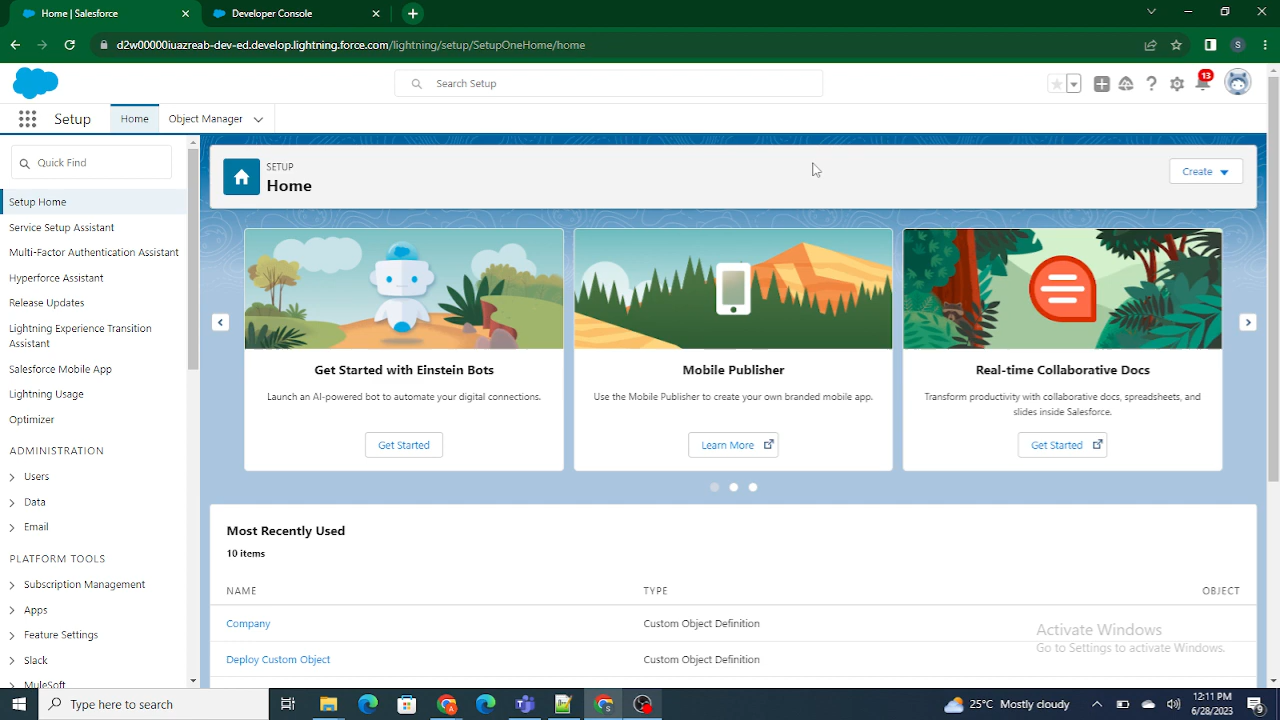 Home | Salesforce
Developer Console
d2w00000iuazreab-dev-ed.develop.lightning.force.com/lightning/setup/SetupOneHome/home
S
Search Setup
13
Setup
Home
Object Manager
Quick Find
Setup Home
Service Setup Assistant
Multi-Factor Authentication Assistant
Hyperforce Assistant
Release Updates
Lightning Experience Transition
Assistant
Salesforce Mobile App
Lightning Usage
Optimizer
ADMINISTRATION
Users
Data
Email
PLATFORM TOOLS
Subscription Management
Apps
Feature Settings
Slack
MuleSoft
SETUP
Home
Create
Get Started with Einstein Bots
Launch an AI-powered bot to automate your digital connections.
Get Started
Mobile Publisher
Use the Mobile Publisher to create your own branded mobile app.
Learn More
Real-time Collaborative Docs
Transform productivity with collaborative docs, spreadsheets, and
slides inside Salesforce.
Get Started
Most Recently Used
10 items
NAME TYPE OBJECT
Company Custom Object Definition
Deploy Custom Object Custom Object Definition
Activate Windows
Go to Settings to activate Windows.
Type here to search
25°C Mostly cloudy
12:11 PM
6/28/2023
9